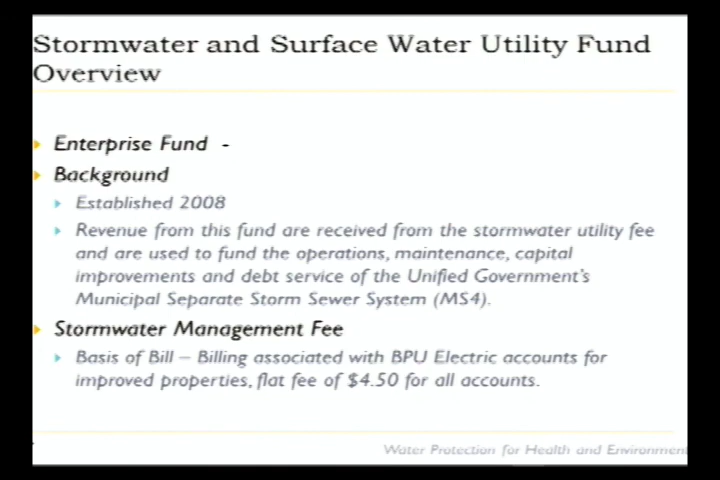 Stormwater and Surface Water Utility Fund
Overview
Enterprise Fund -
Background
Established 2008
Revenue from this fund are received from the stormwater utility fee
and are used to fund the operations, maintenance, capital
improvements and debt service of the Unified Government's
Municipal Separate Storm Sewer System (MS4).
Stormwater Management Fee
Basis of Bill – Billing associated with BPU Electric accounts for
improved properties, flat fee of $4.50 for all accounts.
Water Protection for Health and Environment